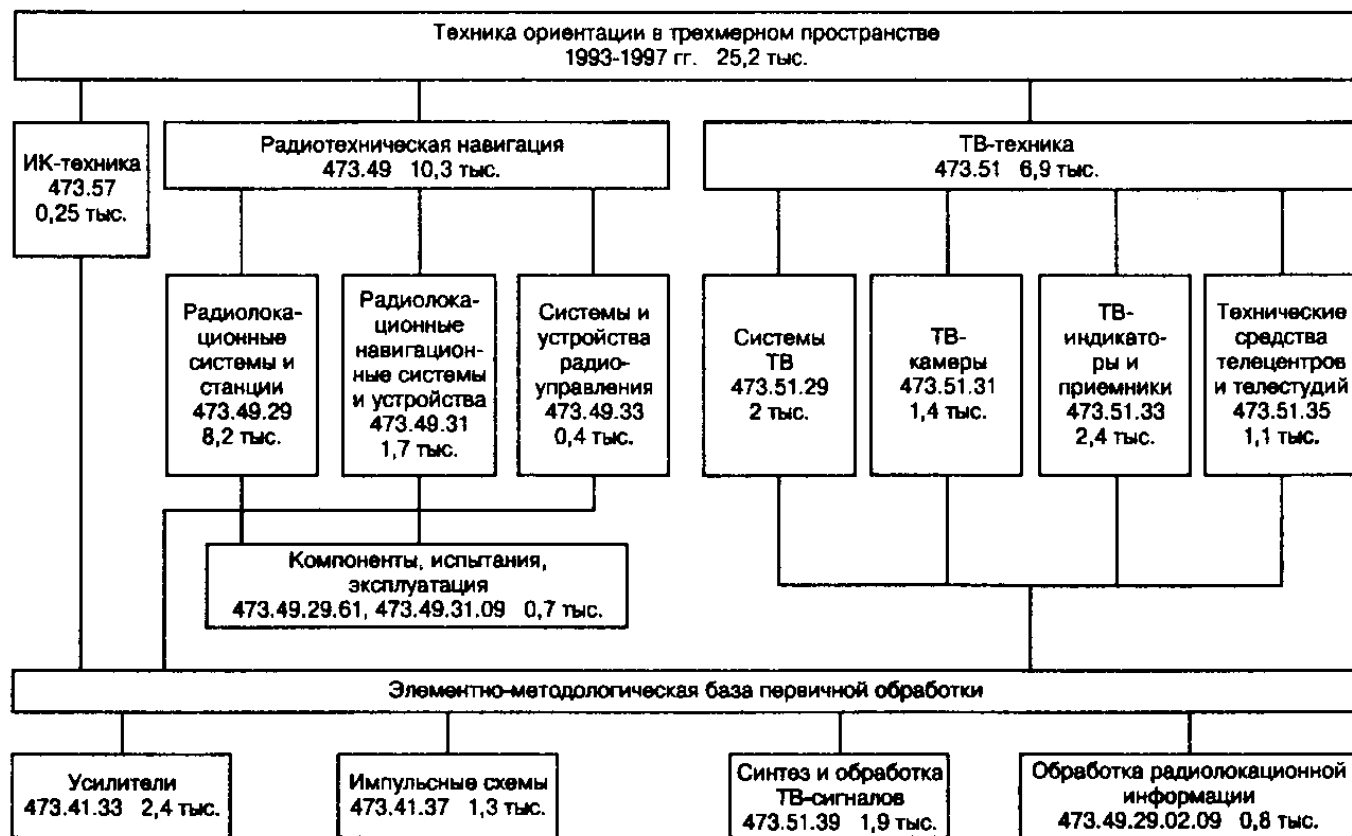 Техника ориентации в трехмерном пространстве
1993-1997 гг. 25,2 тыс.
ИК-техника
473.57
0,25 тыс.
Радиотехническая навигация
473.49 10,3 тыс.
ТВ-техника
473.51 6,9 тыс.
Радиолока-
ционные
системы и
станции
473.49.29
8,2 тыс.
Радиолока-
ционные
навигацион-
ные системы
и устройства
473.49.31
1,7 тыс.
Системы и
устройства
радио-
управления
473.49.33
0,4 тыс.
Системы
ТВ
473.51.29
2 тыс.
ТВ-
камеры
473.51.31
1,4 тыс.
ТВ-
индикато-
ры и
приемники
473.51.33
2,4 тыс.
Технические
средства
телецентров
и телестудий
473.51.35
1,1 тыс.
Компоненты, испытания,
эксплуатация
473.49.29.61, 473.49.31.09 0,7 тыс.
Элементно-методологическая база первичной обработки
Усилители
473.41.33 2,4 тыс.
Импульсные схемы
473.41.37 1,3 тыс.
Синтез и обработка
ТВ-сигналов
473.51.39 1,9 тыс.
Обработка радиолокационной
информации
473.49.29.02.09 0,8 тыс.